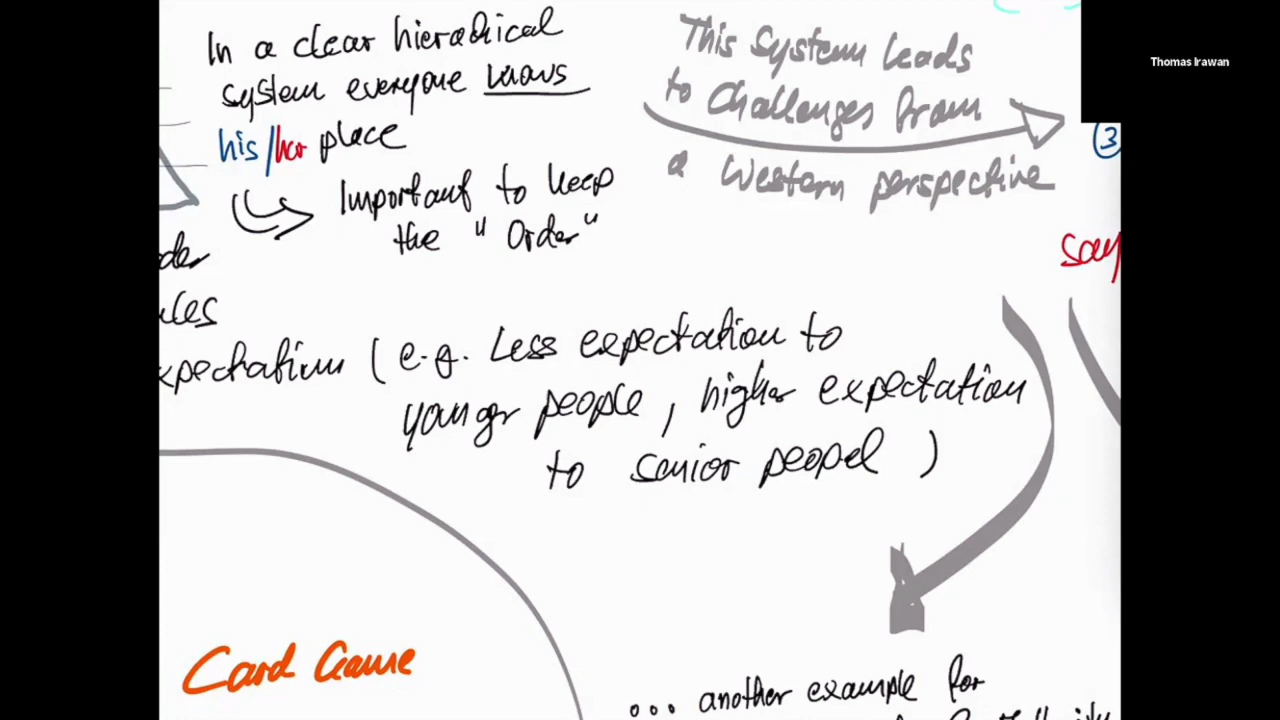 In a clear hierachical
system everyone knows
his/her place
Important to keep
the "Order"
This System leads
to Challenges from
a Western perspective
Thomas Irawan
3
say
der
les
xpectation (e.g. Less expectation to
younger people, higher expectation
to senior peopel)
Card Game
... another example for